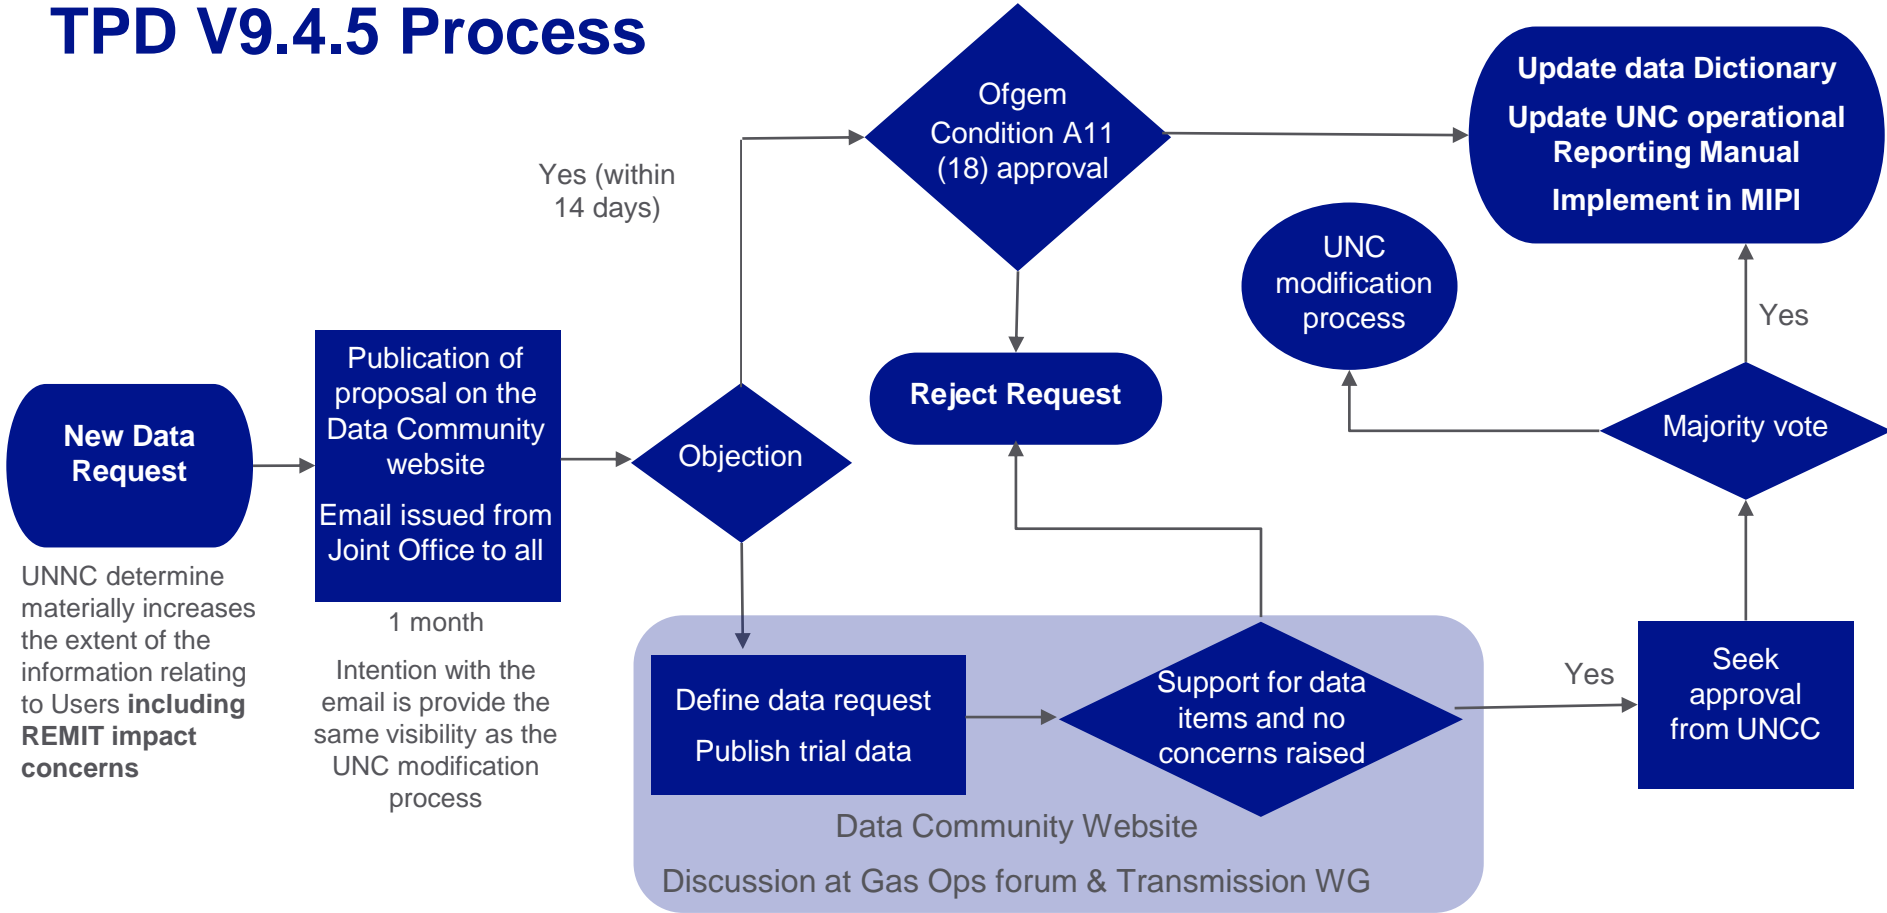 TPD V9.4.5 Process
New Data
Request
UNNC determine
materially increases
the extent of the
information relating
to Users including
REMIT impact
concerns
Publication of
proposal on the
Data Community
website
Email issued from
Joint Office to all
1 month
Intention with the
email is provide the
same visibility as the
UNC modification
process
Objection
Yes (within
14 days)
Ofgem
Condition A11
(18) approval
Reject Request
Update data Dictionary
Update UNC operational
Reporting Manual
Implement in MIPI
UNC
modification
process
Yes
Majority vote
Define data request
Publish trial data
Support for data
items and no
concerns raised
Yes
Seek
approval
from UNCC
Data Community Website
Discussion at Gas Ops forum & Transmission WG